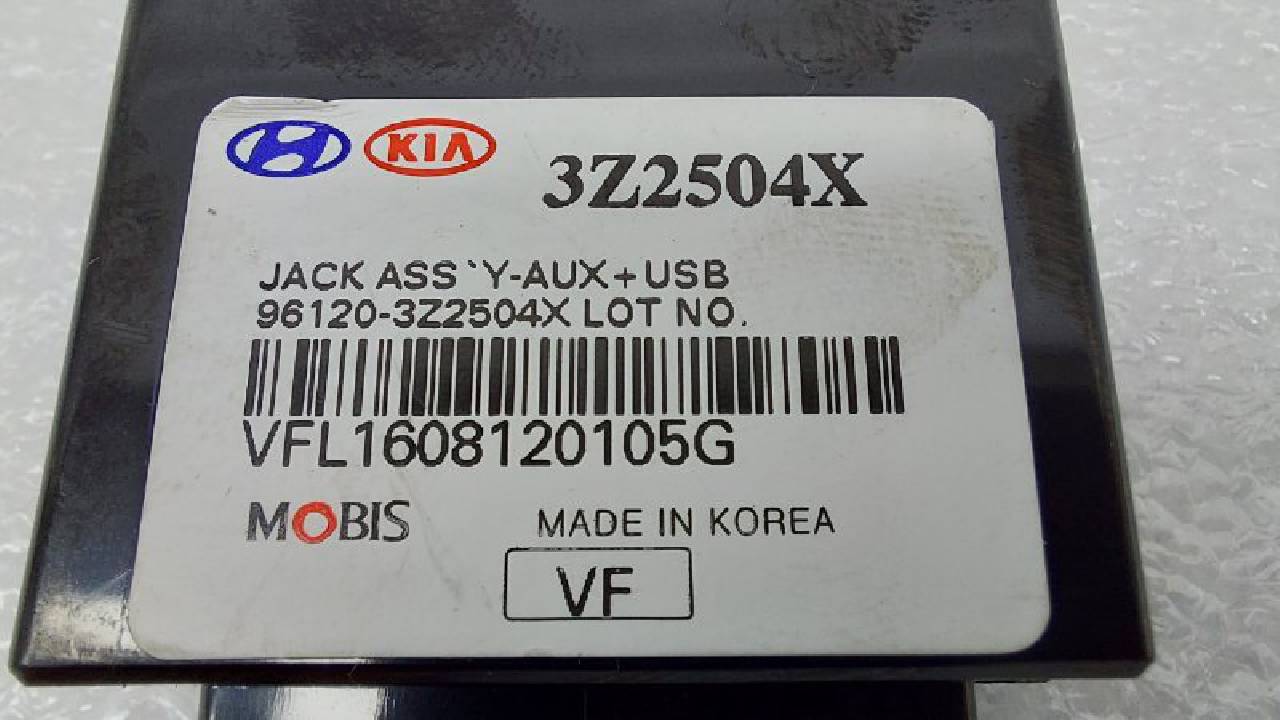 KIA
3Z2504X
JACK ASS`Y-AUX+USB
96120-3Z2504X LOT NO.
VFL1608120105G
MOBIS
MADE IN KOREA
VF